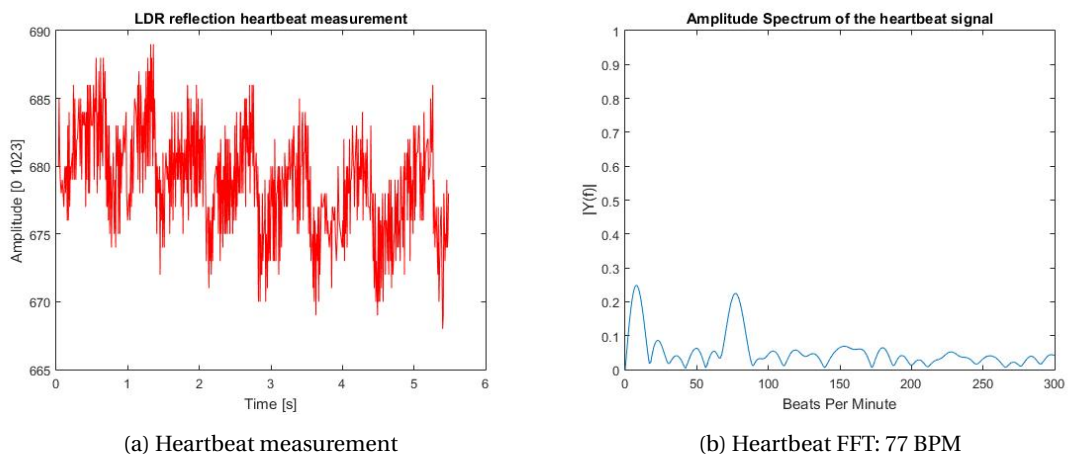 LDR reflection heartbeat measurement
690
685
680
675
670
665
Amplitude [0 1023]
0 1 2 3 4 5 6
Time [s]
(a) Heartbeat measurement
Amplitude Spectrum of the heartbeat signal
1
0.9
0.8
0.7
0.6
0.5
0.4
0.3
0.2
0.1
0
|Y(f)|
0 50 100 150 200 250 300
Beats Per Minute
(b) Heartbeat FFT: 77 BPM